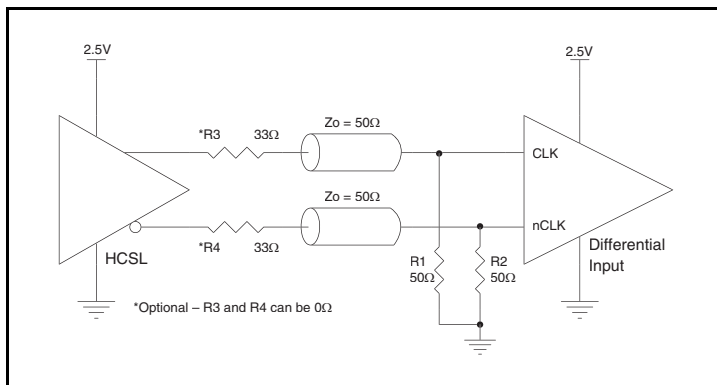 2.5V
2.5V
*R3 33Ω
Zo = 50Ω
CLK
Zo = 50Ω
nCLK
*R4 33Ω
HCSL
R1
50Ω
R2
50Ω
Differential
Input
*Optional – R3 and R4 can be 0Ω